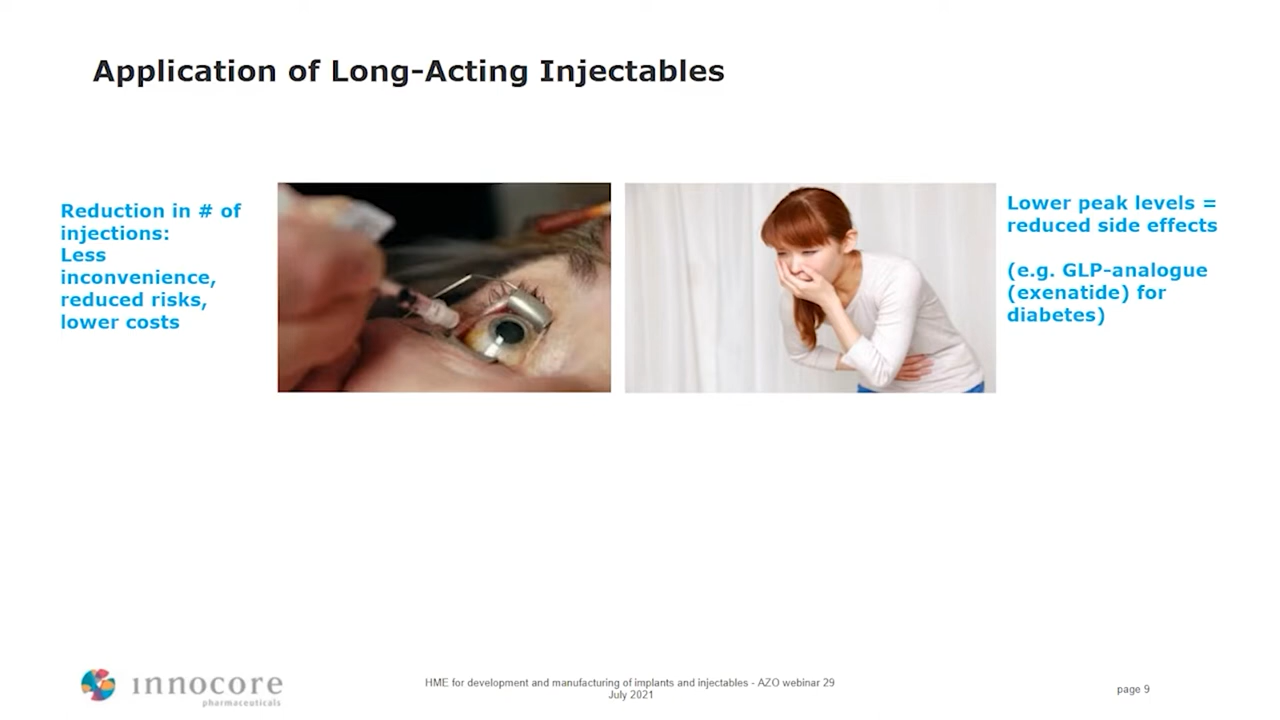 Application of Long-Acting Injectables
Reduction in # of
injections:
Less
inconvenience,
reduced risks,
lower costs
Lower peak levels =
reduced side effects
(e.g. GLP-analogue
(exenatide) for
diabetes)
innocore
pharmaceuticals
HME for development and manufacturing of implants and injectables - AZO webinar 29
July 2021
page 9